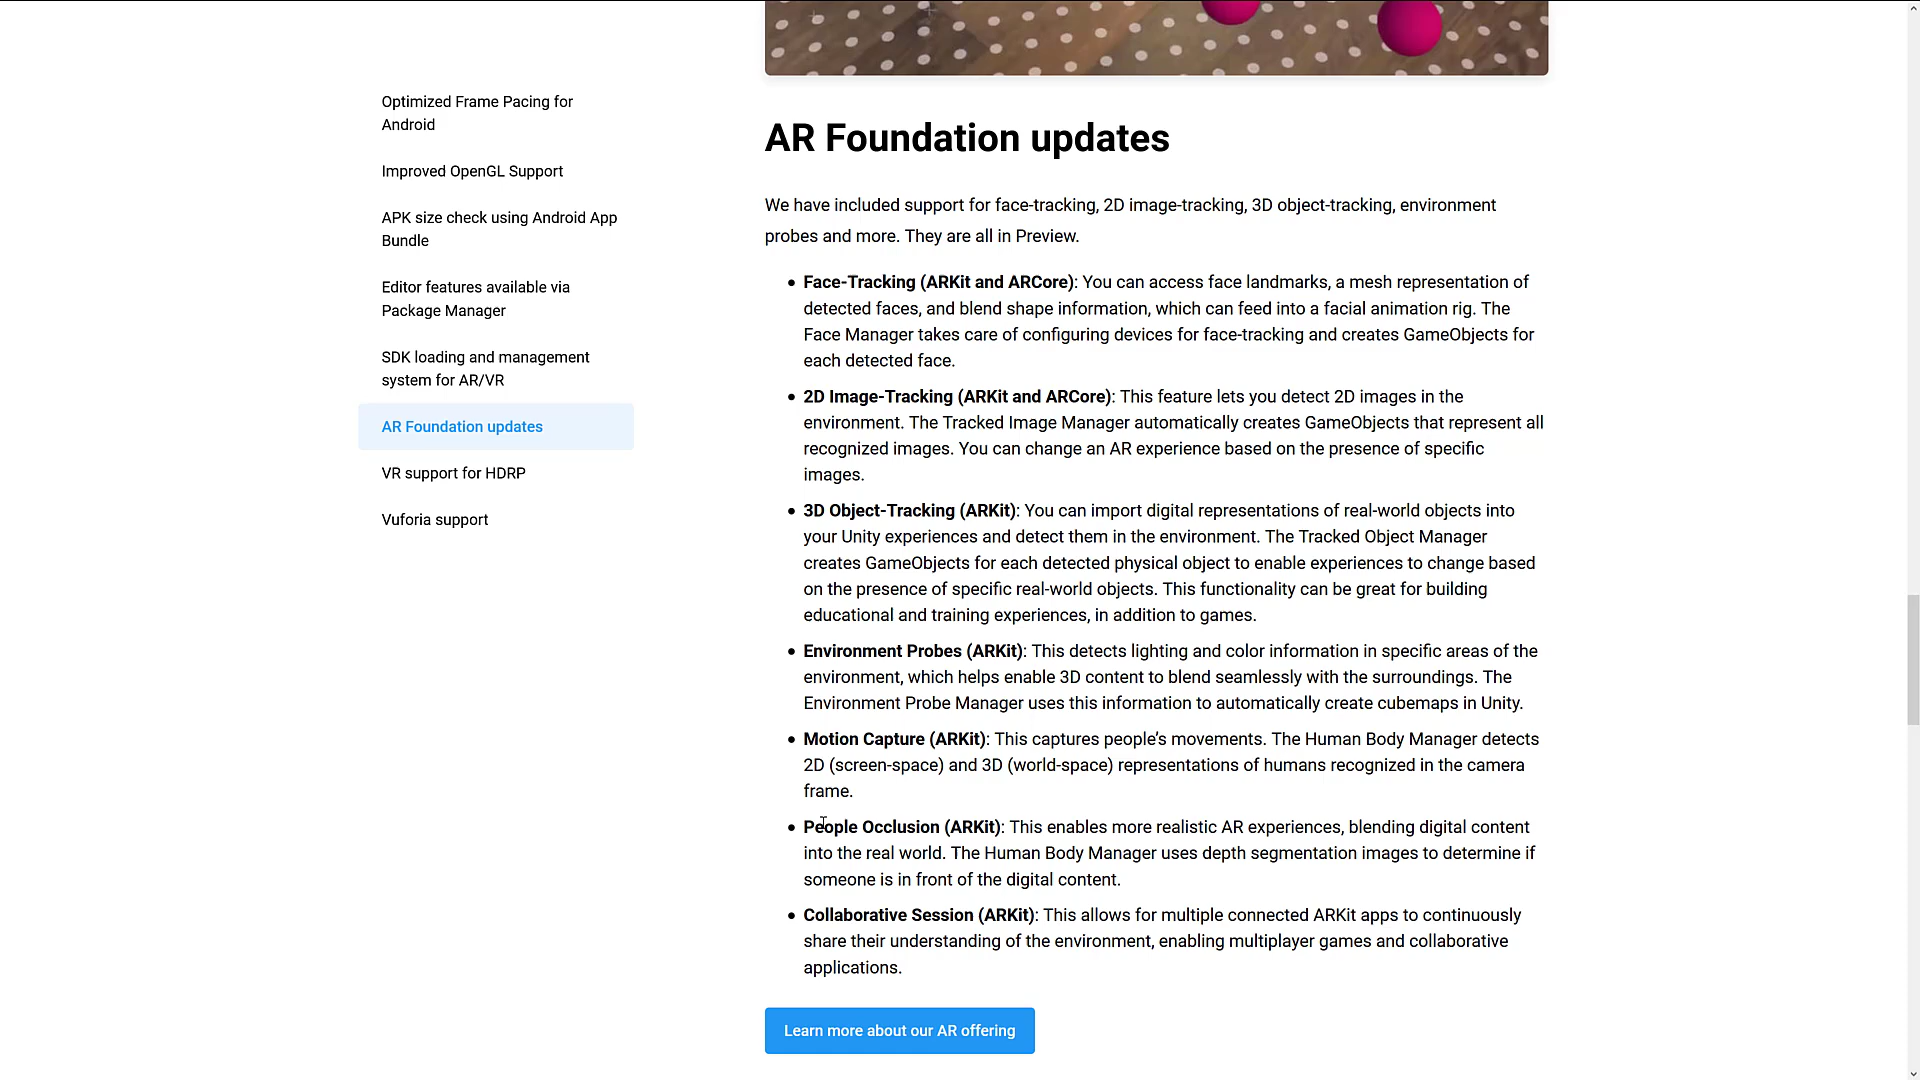 Optimized Frame Pacing for
Android
Improved OpenGL Support
APK size check using Android App
Bundle
Editor features available via
Package Manager
SDK loading and management
system for AR/VR
AR Foundation updates
VR support for HDRP
Vuforia support
AR Foundation updates
We have included support for face-tracking, 2D image-tracking, 3D object-tracking, environment
probes and more. They are all in Preview.
• Face-Tracking (ARKit and ARCore): You can access face landmarks, a mesh representation of
detected faces, and blend shape information, which can feed into a facial animation rig. The
Face Manager takes care of configuring devices for face-tracking and creates GameObjects for
each detected face.
• 2D Image-Tracking (ARKit and ARCore): This feature lets you detect 2D images in the
environment. The Tracked Image Manager automatically creates GameObjects that represent all
recognized images. You can change an AR experience based on the presence of specific
images.
• 3D Object-Tracking (ARKit): You can import digital representations of real-world objects into
your Unity experiences and detect them in the environment. The Tracked Object Manager
creates GameObjects for each detected physical object to enable experiences to change based
on the presence of specific real-world objects. This functionality can be great for building
educational and training experiences, in addition to games.
• Environment Probes (ARKit): This detects lighting and color information in specific areas of the
environment, which helps enable 3D content to blend seamlessly with the surroundings. The
Environment Probe Manager uses this information to automatically create cubemaps in Unity.
• Motion Capture (ARKit): This captures people’s movements. The Human Body Manager detects
2D (screen-space) and 3D (world-space) representations of humans recognized in the camera
frame.
• People Occlusion (ARKit): This enables more realistic AR experiences, blending digital content
into the real world. The Human Body Manager uses depth segmentation images to determine if
someone is in front of the digital content.
• Collaborative Session (ARKit): This allows for multiple connected ARKit apps to continuously
share their understanding of the environment, enabling multiplayer games and collaborative
applications.
Learn more about our AR offering